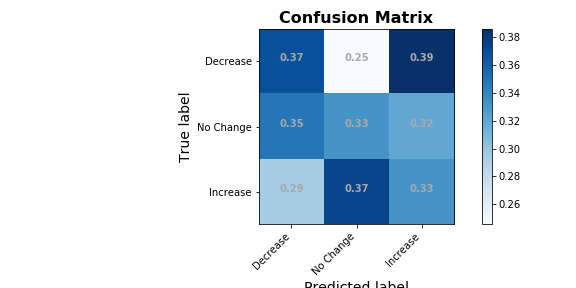 Confusion Matrix
True label
Decrease 0.37 0.25 0.39
No Change 0.35 0.33 0.32
Increase 0.29 0.37 0.33
Decrease
No Change
Increase
Predicted label
0.38
0.36
0.34
0.32
0.30
0.28
0.26